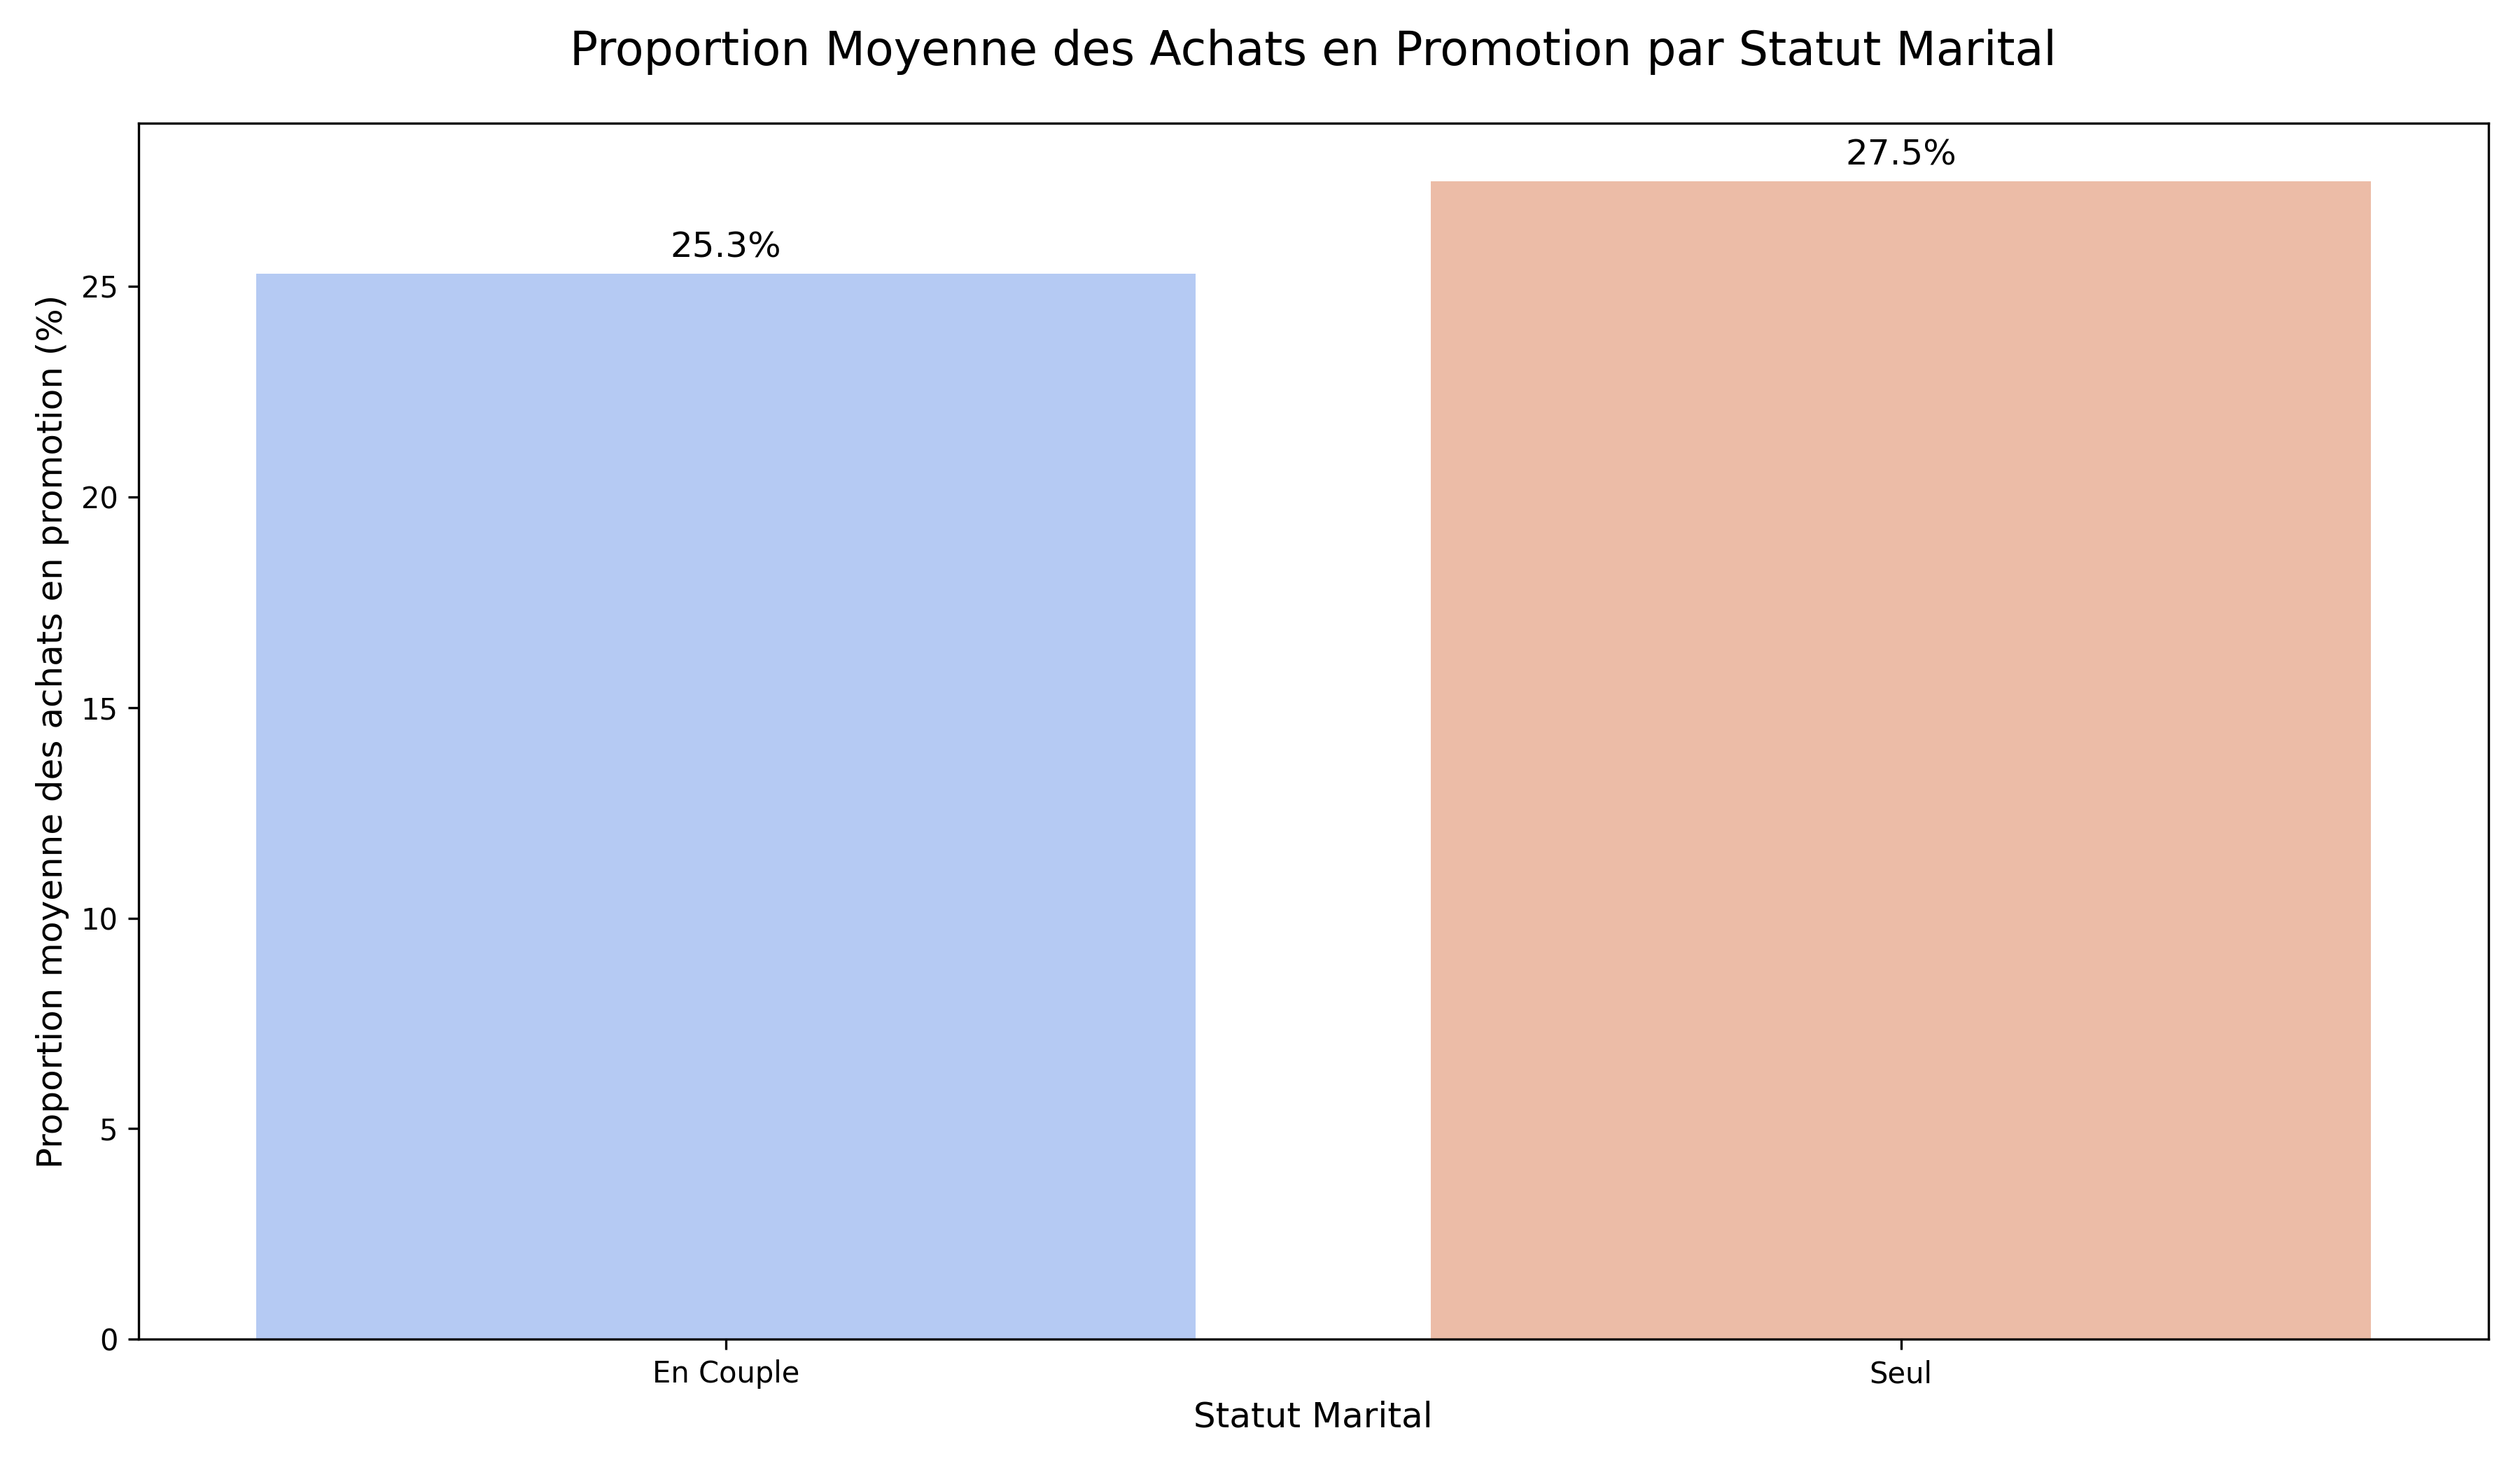 Proportion Moyenne des Achats en Promotion par Statut Marital
Proportion moyenne des achats en promotion (%)
25
20
15
10
5
0
25.3%
27.5%
En Couple
Seul
Statut Marital